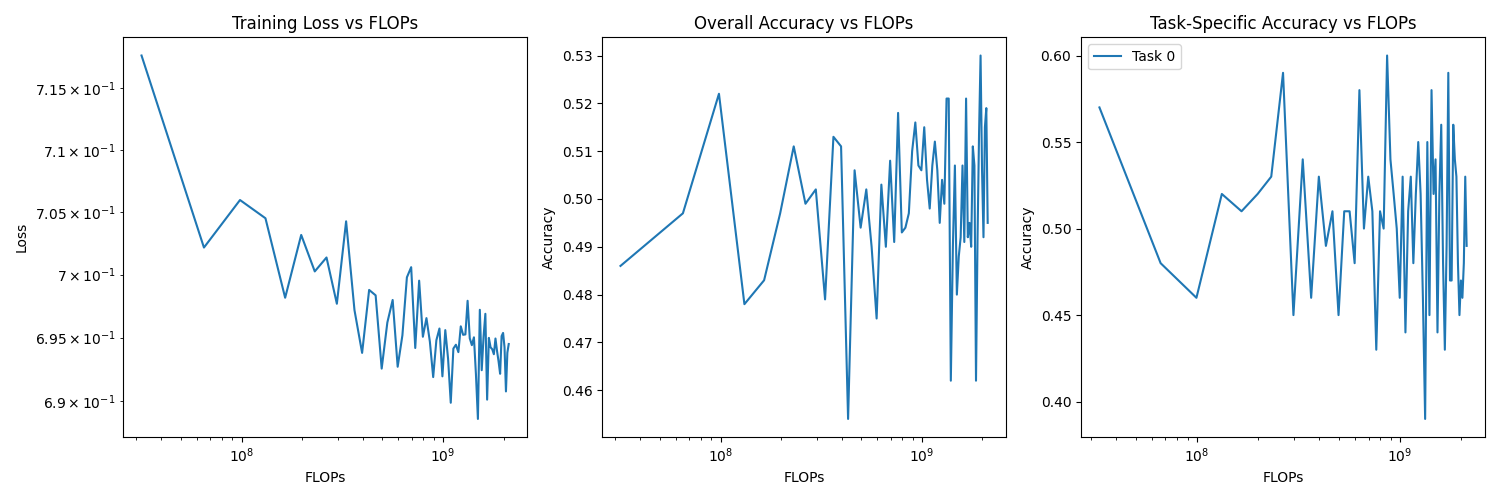 Training Loss vs FLOPs
7.15 × 10⁻¹
7.1 × 10⁻¹
7.05 × 10⁻¹
7 × 10⁻¹
6.95 × 10⁻¹
6.9 × 10⁻¹
Loss
10⁸ 10⁹
FLOPs
Overall Accuracy vs FLOPs
0.53
0.52
0.51
0.50
0.49
0.48
0.47
0.46
Accuracy
10⁸ 10⁹
FLOPs
Task-Specific Accuracy vs FLOPs
Task 0
0.60
0.55
0.50
0.45
0.40
Accuracy
10⁸ 10⁹
FLOPs